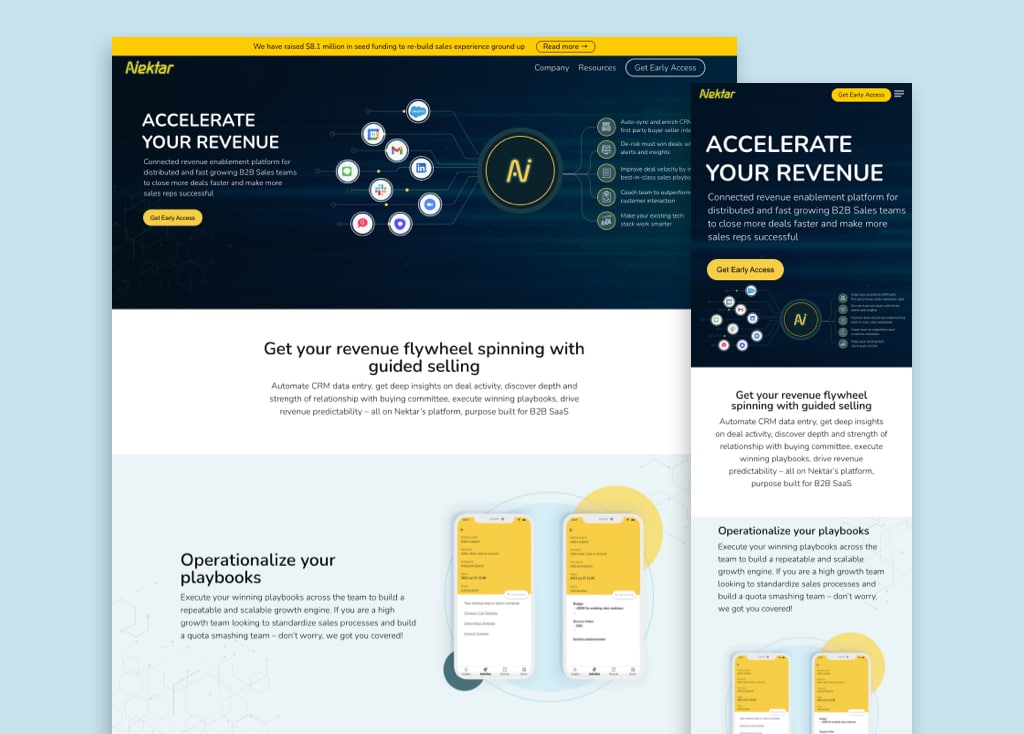 We have raised $8.1 million in seed funding to re-build sales experience ground up
Read more →
Nektar
Company
Resources
Get Early Access
ACCELERATE
YOUR REVENUE
Connected revenue enablement platform for
distributed and fast growing B2B Sales teams
to close more deals faster and make more
sales reps successful
Get Early Access
Ai
Auto-sync and enrich CRM
first party buyer seller
De-risk must win deals
alerts and insights
Improve deal velocity by
best-in-class sales
Coach team to outperform
customer interaction
Make your existing tech
stack work smarter
Get your revenue flywheel spinning with
guided selling
Automate CRM data entry, get deep insights on deal activity, discover depth and
strength of relationship with buying committee, execute winning playbooks, drive
revenue predictability – all on Nektar's platform, purpose built for B2B SaaS
Operationalize your
playbooks
Execute your winning playbooks across the team to build a
repeatable and scalable growth engine. If you are a high
growth team looking to standardize sales processes and build
a quota smashing team – don't worry, we got you covered!
Nektar
Get Early Access
ACCELERATE
YOUR REVENUE
Connected revenue enablement platform for
distributed and fast growing B2B Sales teams
to close more deals faster and make more
sales reps successful
Get Early Access
Ai
Get your revenue flywheel
spinning with guided selling
Automate CRM data entry, get deep insights
on deal activity, discover depth and strength of
relationship with buying committee, execute
winning playbooks, drive revenue
predictability – all on Nektar's platform,
purpose built for B2B SaaS
Operationalize your playbooks
Execute your winning playbooks across the
team to build a repeatable and scalable
growth engine. If you are a high growth team
looking to standardize sales processes and
build a quota smashing team – don't worry,
we got you covered!